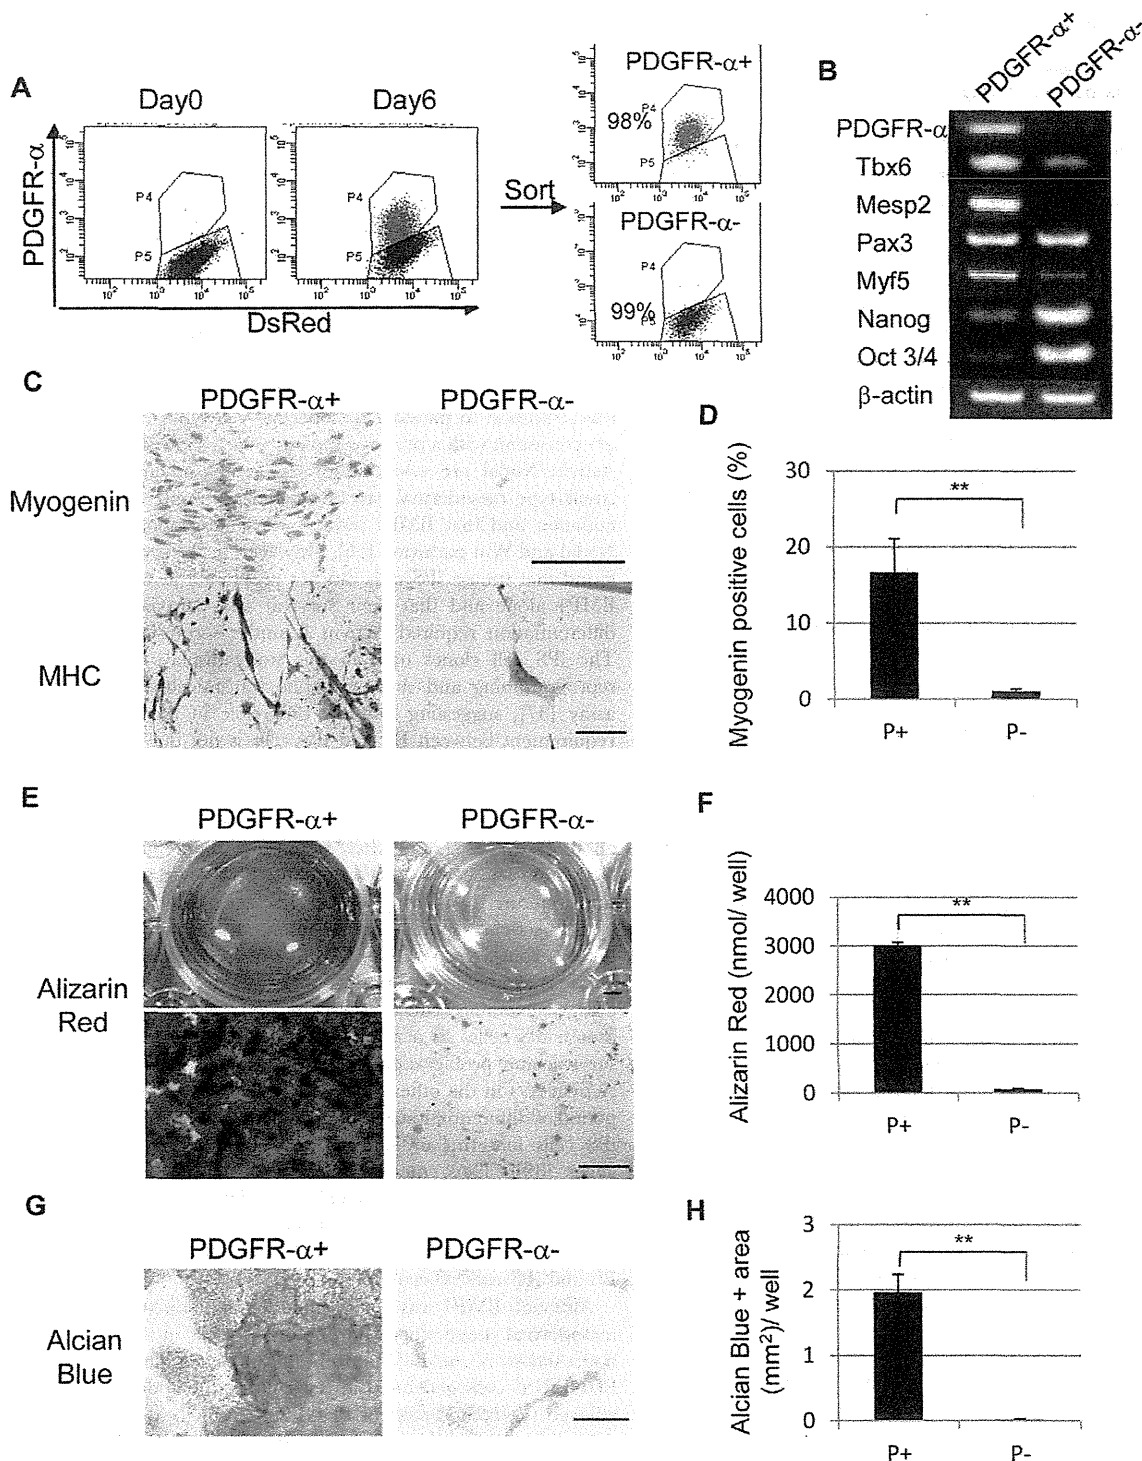 A
Day0
Day6
PDGFR-α
P4
P5
P4
P5
DsRed
Sort
PDGFR-α+
98%
P4
P5
PDGFR-α-
P4
99%
B
PDGFR-α+
PDGFR-α-
PDGFR-α
Tbx6
Mesp2
Pax3
Myf5
Nanog
Oct 3/4
β-actin
C
PDGFR-α+
PDGFR-α-
Myogenin
MHC
D
Myogenin positive cells (%)
30
20
10
0
**
P+
P-
E
PDGFR-α+
PDGFR-α-
Alizarin
Red
F
Alizarin Red (nmol/ well)
4000
3000
2000
1000
0
**
P+
P-
G
PDGFR-α+
PDGFR-α-
Alcian
Blue
H
Alcian Blue + area
(mm²)/ well
3
2
1
0
**
P+
P-